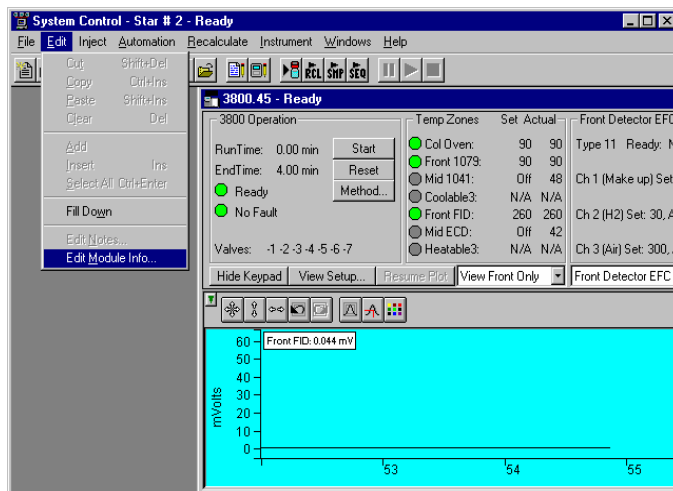 System Control - Star # 2 - Ready
File Edit Inject Automation Recalculate Instrument Windows Help
Cut Shift+Del
Copy Ctrl+Ins
Paste Shift+Ins
Clear Del
Add
Insert Ins
Select All Ctrl+Enter
Fill Down
Edit Notes...
Edit Module Info...
RCL SMP SEQ
3800.45 - Ready
3800 Operation
RunTime: 0.00 min Start
EndTime: 4.00 min Reset
Ready Method...
No Fault
Valves: -1 -2 -3 -4 -5 -6 -7
Temp Zones Set Actual
Col Oven: 90 90
Front 1079: 90 90
Mid 1041: Off 48
Coolable3: N/A N/A
Front FID: 260 260
Mid ECD: Off 42
Heatable3: N/A N/A
Front Detector EFC
Type 11 Ready: N
Ch 1 (Make up) Set
Ch 2 (H2) Set: 30, A
Ch 3 (Air) Set: 300,
Hide Keypad View Setup... Resume Plot View Front Only Front Detector EFC
Front FID: 0.044 mV
mVolts
60
50
40
30
20
10
0
53 54 55